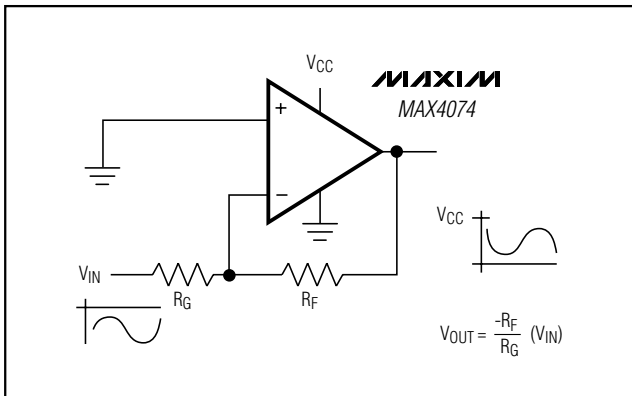 VCC
MAXIM
MAX4074
+
−
VCC
VIN
RG
RF
VOUT = -RF/RG (VIN)